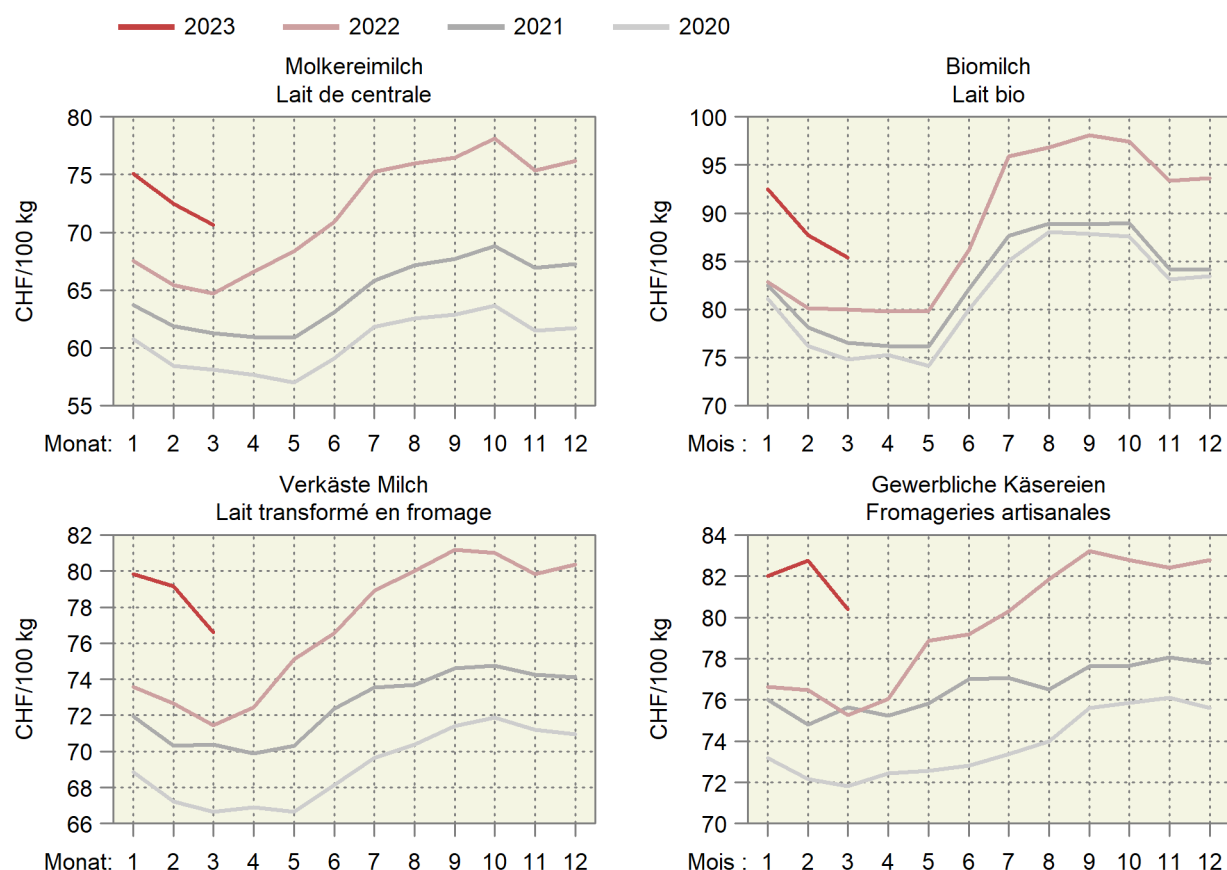 2023 2022 2021 2020
Molkereimilch
Lait de centrale
80
75
70
65
60
55
CHF/100 kg
Monat: 1 2 3 4 5 6 7 8 9 10 11 12
Biomilch
Lait bio
100
95
90
85
80
75
70
CHF/100 kg
Mois : 1 2 3 4 5 6 7 8 9 10 11 12
Verkäste Milch
Lait transformé en fromage
82
80
78
76
74
72
70
68
66
CHF/100 kg
Monat: 1 2 3 4 5 6 7 8 9 10 11 12
Gewerbliche Käsereien
Fromageries artisanales
84
82
80
78
76
74
72
70
CHF/100 kg
Mois : 1 2 3 4 5 6 7 8 9 10 11 12